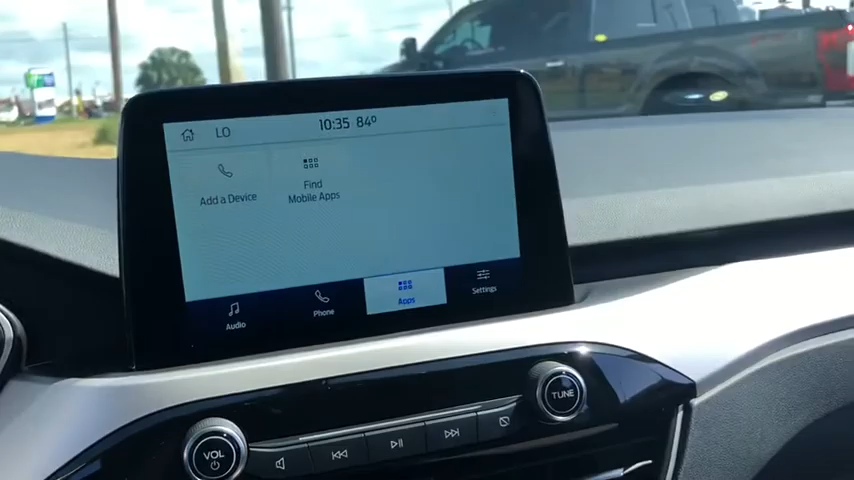 LO 10:35 84°
Add a Device
Find
Mobile Apps
Audio
Phone
Apps
Settings
TUNE
VOL